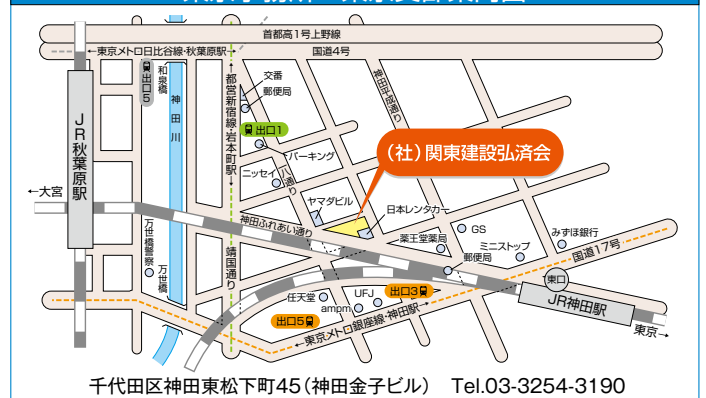 首都高1号上野線
←東京メトロ日比谷線・秋葉原駅→
国道4号
出口5
和泉橋
神田川
JR秋葉原駅
←大宮
万世橋警察
万世橋
←都営新宿線・岩本町駅→
靖国通り
交番
郵便局
出口1
パーキング
ニッセイ
八通り
神田平成通り
(社)関東建設弘済会
ヤマダビル
日本レンタカー
神田ふれあい通り
薬王堂薬局
GS
ミニストップ
みずほ銀行
郵便局
国道17号
東口
JR神田駅
東京→
任天堂
UFJ
ampm
出口3
出口5
←東京メトロ銀座線・神田駅→
千代田区神田東松下町45(神田金子ビル) Tel.03-3254-3190